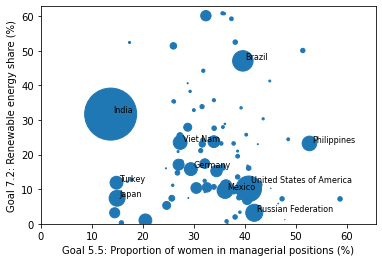 60
50
40
30
20
10
0
Goal 7.2: Renewable energy share (%)
Brazil
India
Viet Nam
Philippines
Germany
Turkey
United States of America
Mexico
Japan
Russian Federation
0
10
20
30
40
50
60
Goal 5.5: Proportion of women in managerial positions (%)